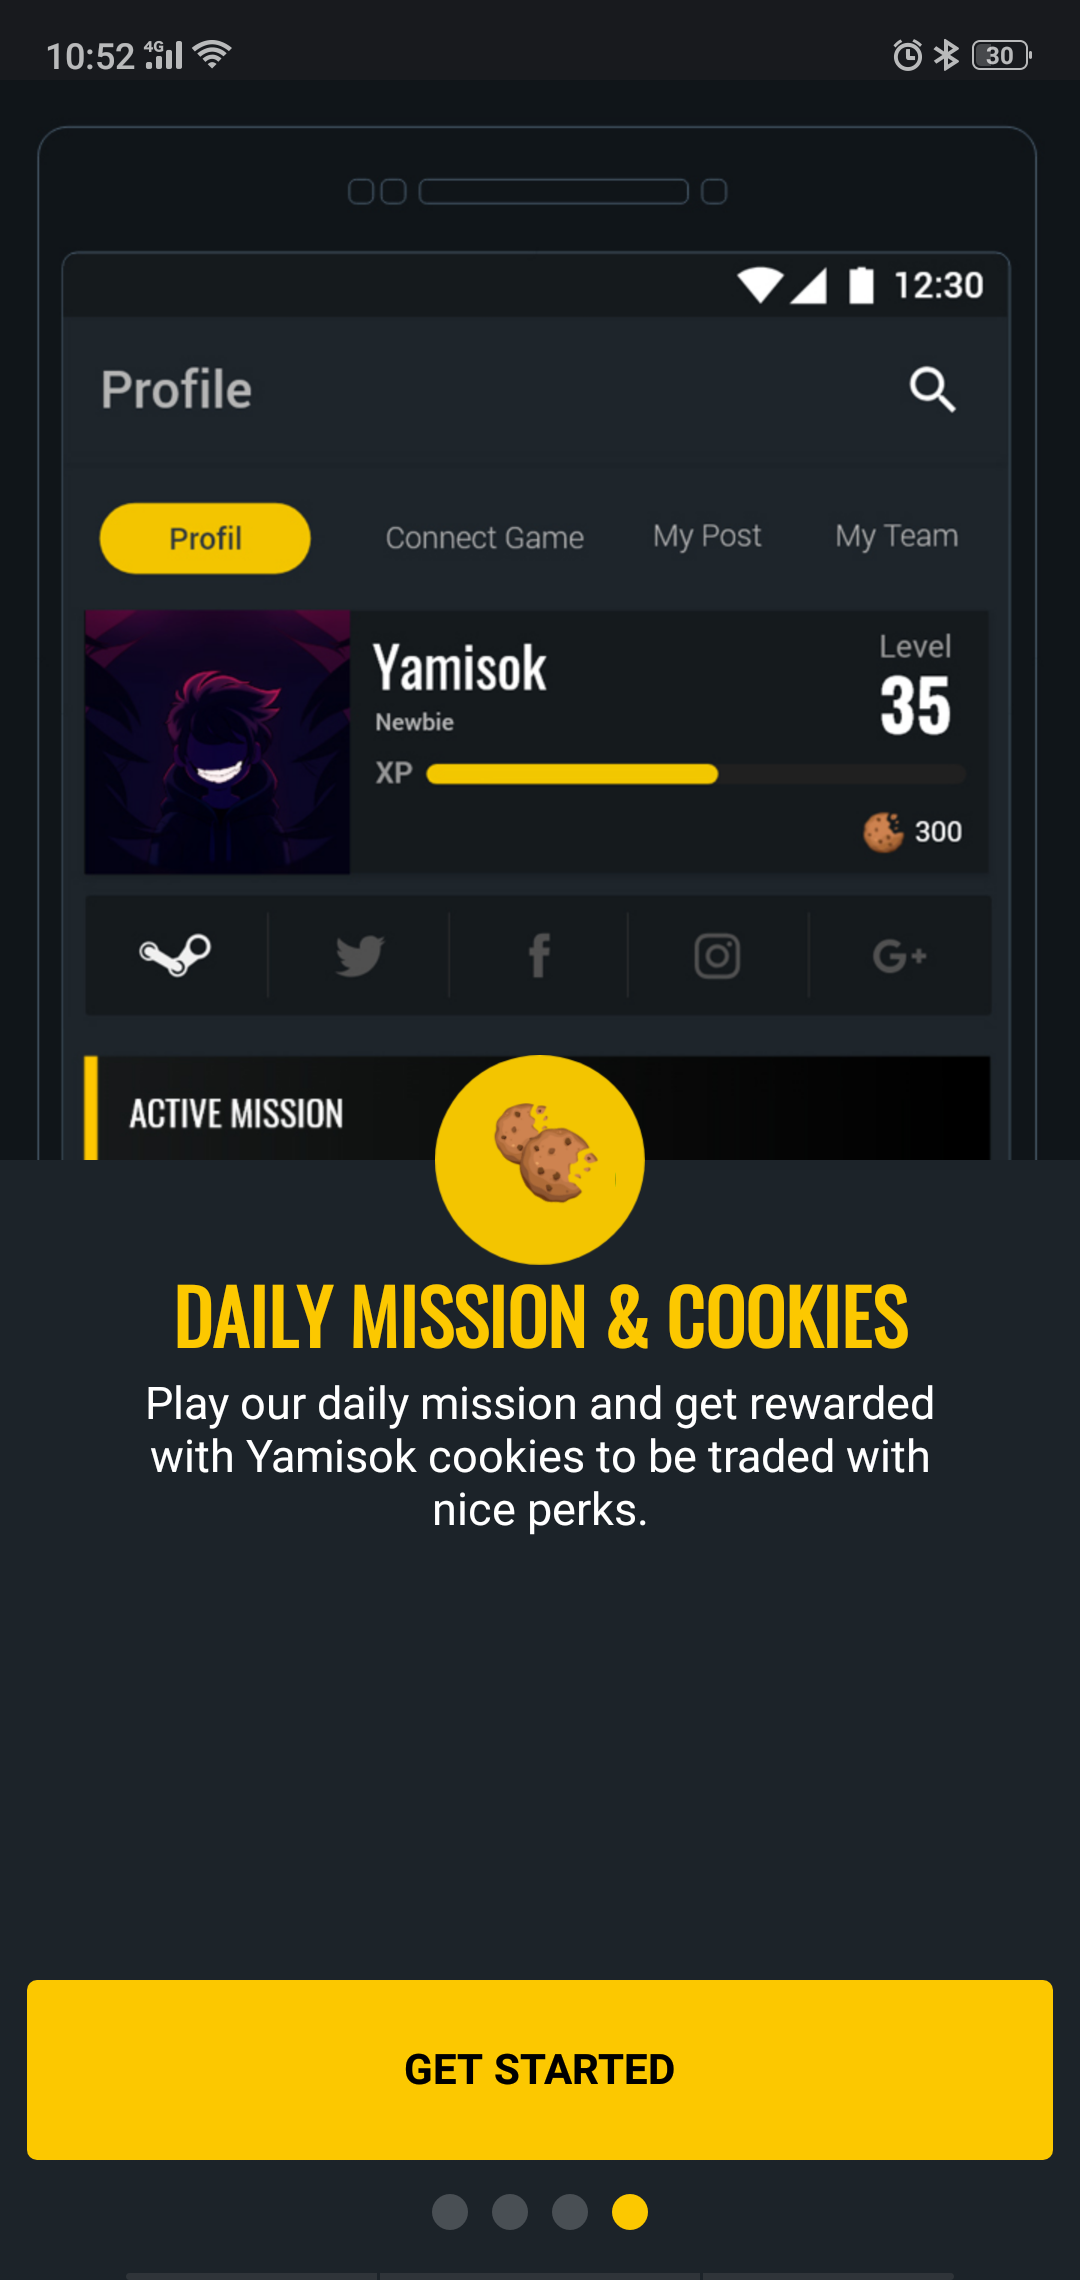 10:52 4G 30
12:30
Profile
Profil Connect Game My Post My Team
Yamisok
Newbie
Level
35
XP
300
G+
ACTIVE MISSION
DAILY MISSION & COOKIES
Play our daily mission and get rewarded
with Yamisok cookies to be traded with
nice perks.
GET STARTED